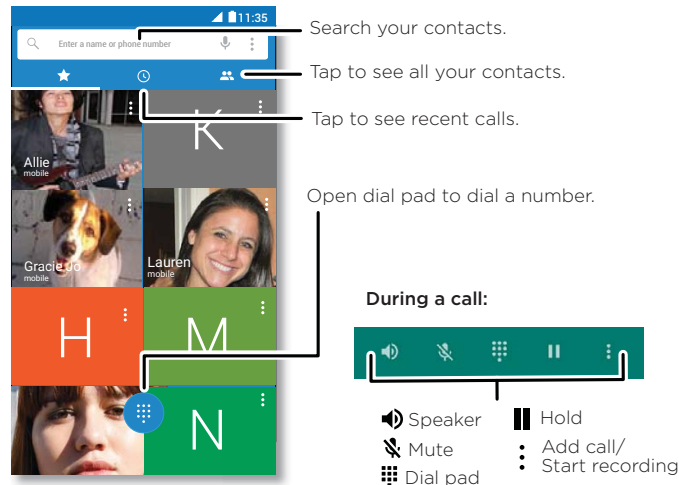 11:35
Enter a name or phone number
Search your contacts.
Tap to see all your contacts.
Tap to see recent calls.
K
Allie
mobile
Open dial pad to dial a number.
Gracie Jo
mobile
Lauren
mobile
H
M
N
During a call:
Speaker
Hold
Mute
Add call/
Start recording
Dial pad